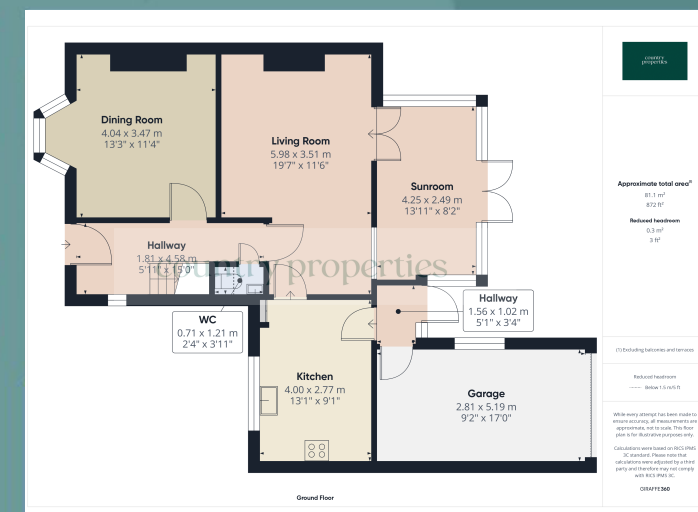 Dining Room
4.04 x 3.47 m
13'3" x 11'4"
Living Room
5.98 x 3.51 m
19'7" x 11'6"
Sunroom
4.25 x 2.49 m
13'11" x 8'2"
Hallway
1.81 x 4.58 m
5'11" x 15'0"
country properties
WC
0.71 x 1.21 m
2'4" x 3'11"
Hallway
1.56 x 1.02 m
5'1" x 3'4"
Kitchen
4.00 x 2.77 m
13'1" x 9'1"
Garage
2.81 x 5.19 m
9'2" x 17'0"
Ground Floor
country
properties
Approximate total area⁽¹⁾
81.1 m²
872 ft²
Reduced headroom
0.3 m²
3 ft²
(1) Excluding balconies and terraces
Reduced headroom
Below 1.5 m/5 ft
While every attempt has been made to
ensure accuracy, all measurements are
approximate, not to scale. This floor
plan is for illustrative purposes only.
Calculations were based on RICS IPMS
3C standard. Please note that
calculations were adjusted by a third
party and therefore may not comply
with RICS IPMS 3C.
GIRAFFE360